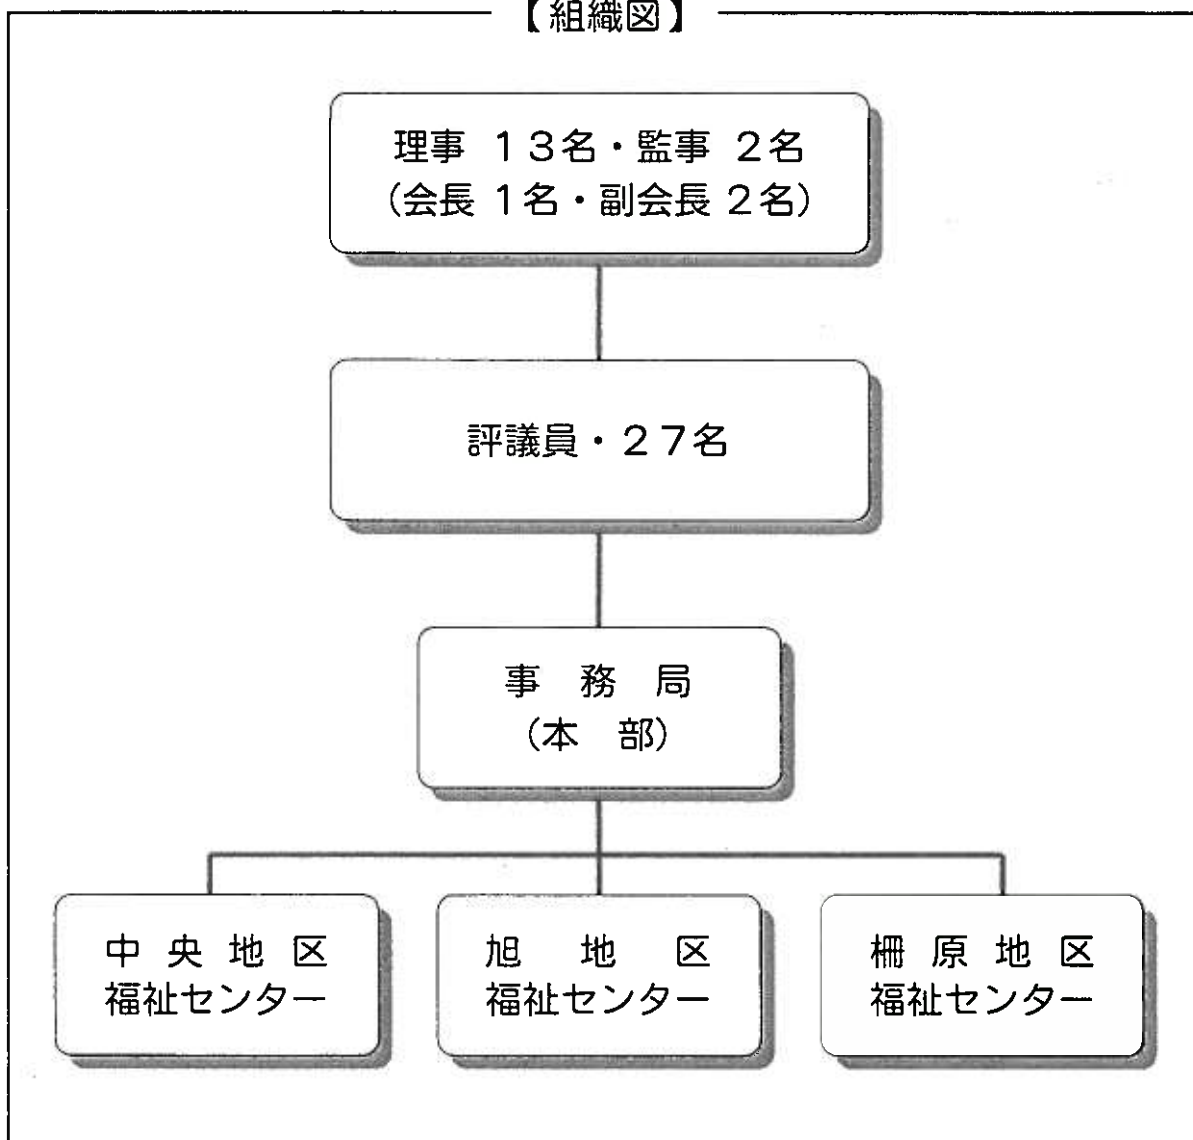 【組織図】
理事 13名・監事 2名
(会長 1名・副会長 2名)
評議員・27名
事 務 局
(本 部)
中 央 地 区
福祉センター
旭 地 区
福祉センター
柵 原 地 区
福祉センター